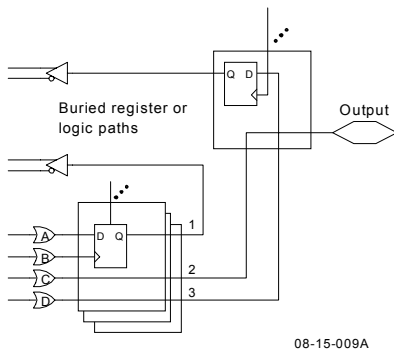 Q D
Buried register or
logic paths
Output
A
D Q
1
B
C
2
D
3
08-15-009A